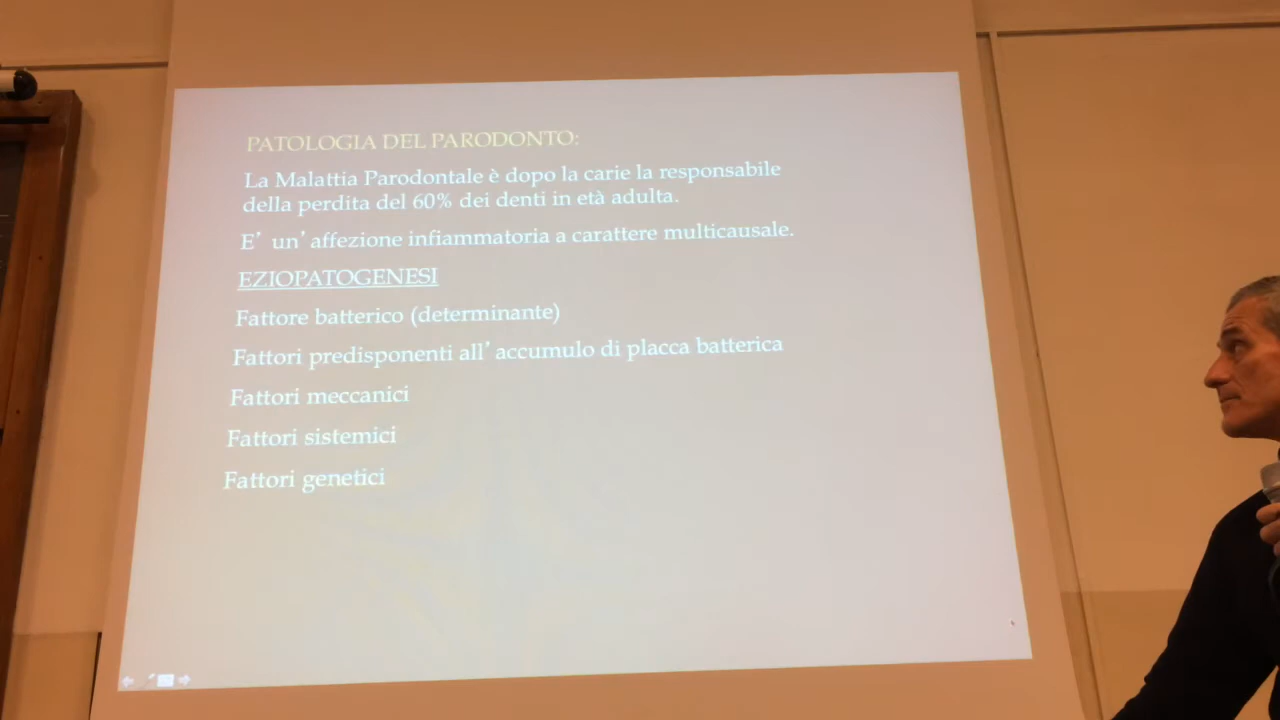 PATOLOGIA DEL PARODONTO:
La Malattia Parodontale è dopo la carie la responsabile
della perdita del 60% dei denti in età adulta.
E’ un’affezione infiammatoria a carattere multicausale.
EZIOPATOGENESI
Fattore batterico (determinante)
Fattori predisponenti all’accumulo di placca batterica
Fattori meccanici
Fattori sistemici
Fattori genetici